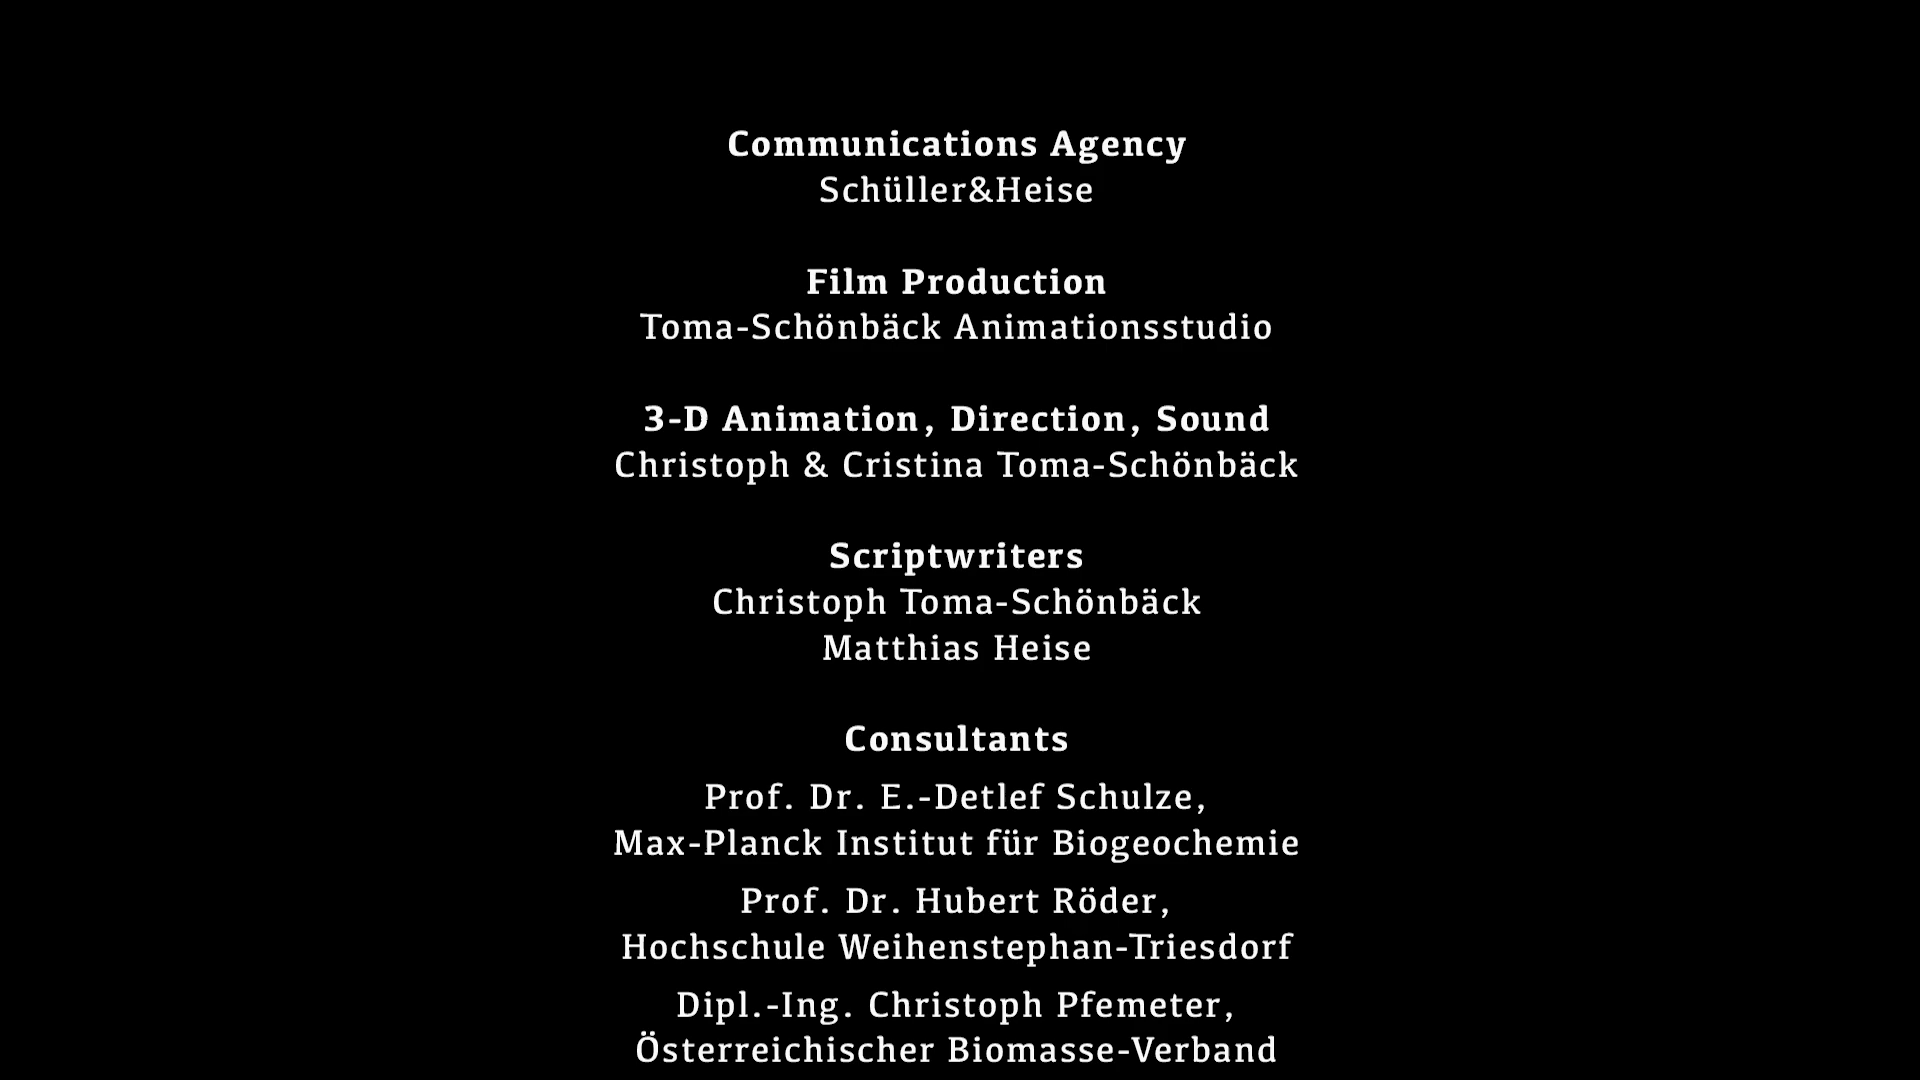 Communications Agency
Schüller&Heise
Film Production
Toma-Schönbäck Animationsstudio
3-D Animation, Direction, Sound
Christoph & Cristina Toma-Schönbäck
Scriptwriters
Christoph Toma-Schönbäck
Matthias Heise
Consultants
Prof. Dr. E.-Detlef Schulze,
Max-Planck Institut für Biogeochemie
Prof. Dr. Hubert Röder,
Hochschule Weihenstephan-Triesdorf
Dipl.-Ing. Christoph Pfemeter,
Österreichischer Biomasse-Verband